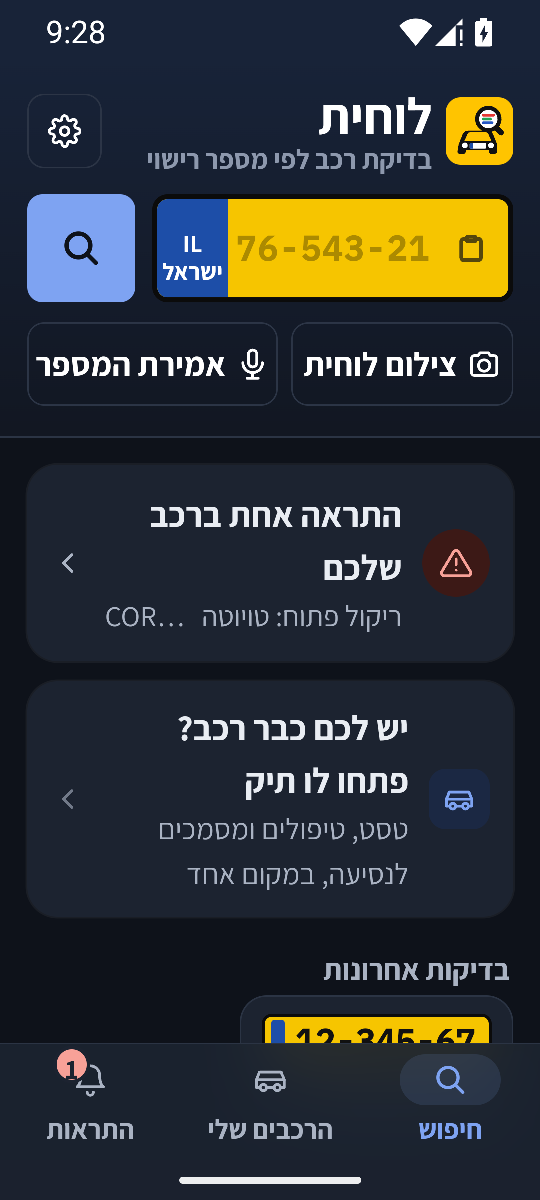 9:28
לוחית
בדיקת רכב לפי מספר רישוי
76-543-21
IL
ישראל
צילום לוחית
אמירת המספר
התראה אחת ברכב
שלכם
ריקול פתוח: טויוטה COR…
יש לכם כבר רכב?
פתחו לו תיק
טסט, טיפולים ומסמכים
לנסיעה, במקום אחד
בדיקות אחרונות
12-345-67
חיפוש
הרכבים שלי
1
התראות